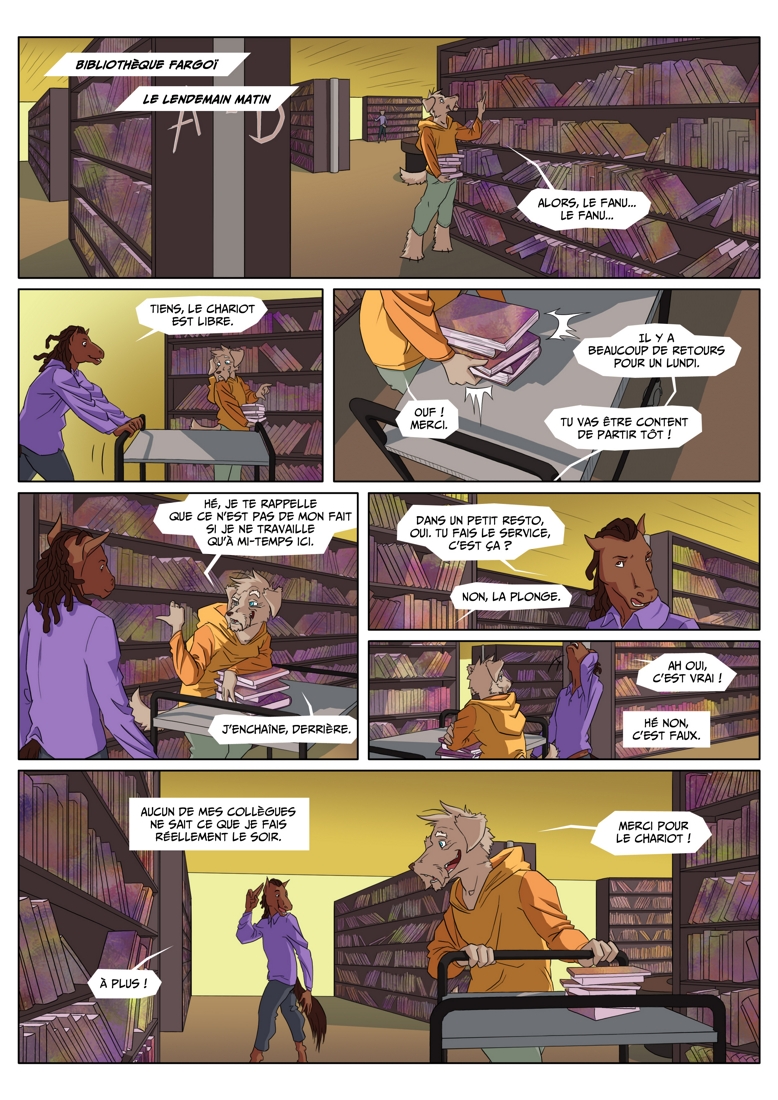 BIBLIOTHÈQUE FARGOÏ
LE LENDEMAIN MATIN
A - D
ALORS, LE FANU...
LE FANU...
TIENS, LE CHARIOT
EST LIBRE.
OUF !
MERCI.
IL Y A
BEAUCOUP DE RETOURS
POUR UN LUNDI.
TU VAS ÊTRE CONTENT
DE PARTIR TÔT !
HÉ, JE TE RAPPELLE
QUE CE N'EST PAS DE MON FAIT
SI JE NE TRAVAILLE
QU'À MI-TEMPS ICI.
J'ENCHAÎNE, DERRIÈRE.
DANS UN PETIT RESTO,
OUI. TU FAIS LE SERVICE,
C'EST ÇA ?
NON, LA PLONGE.
AH OUI,
C'EST VRAI !
HÉ NON,
C'EST FAUX.
AUCUN DE MES COLLÈGUES
NE SAIT CE QUE JE FAIS
RÉELLEMENT LE SOIR.
MERCI POUR
LE CHARIOT !
À PLUS !